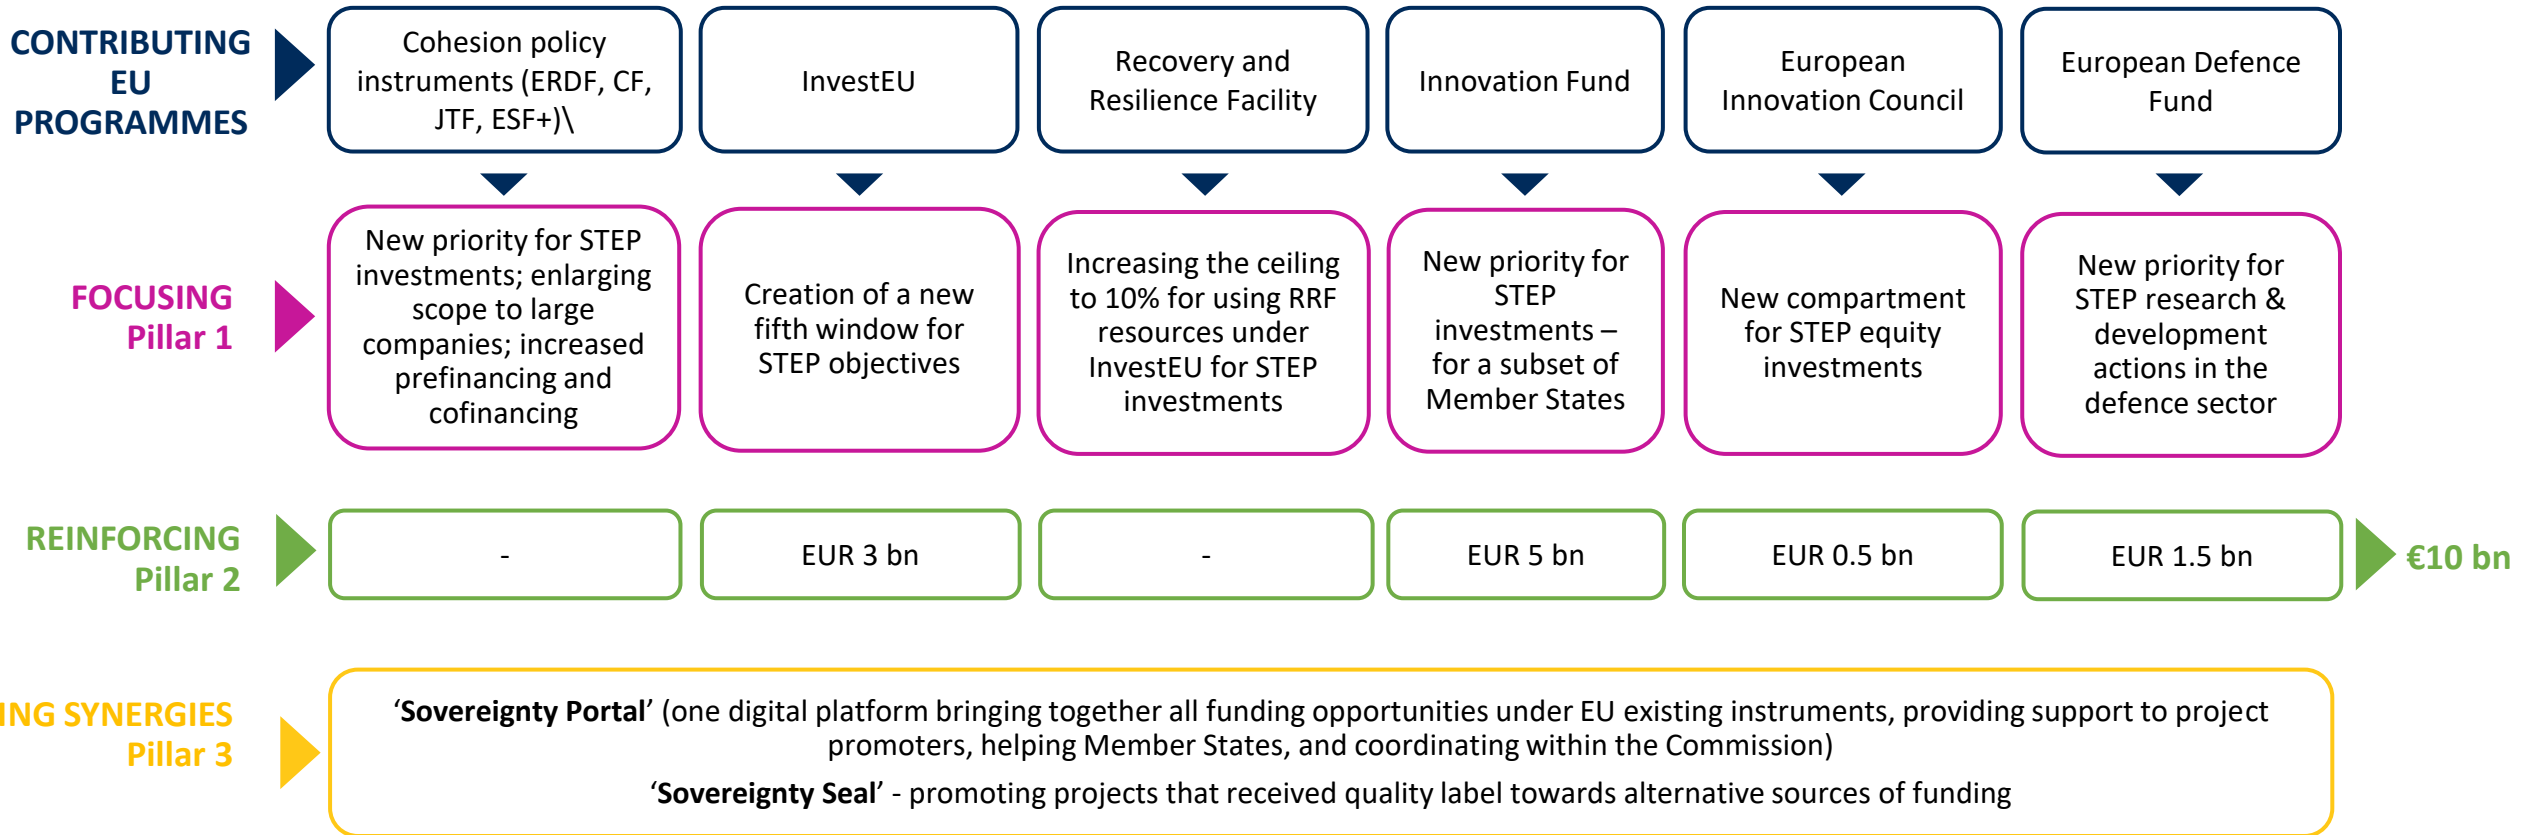 CONTRIBUTING
EU
PROGRAMMES
Cohesion policy
instruments (ERDF, CF,
JTF, ESF+)\
InvestEU
Recovery and
Resilience Facility
Innovation Fund
European
Innovation Council
European Defence
Fund
FOCUSING
Pillar 1
New priority for STEP
investments; enlarging
scope to large
companies; increased
prefinancing and
cofinancing
Creation of a new
fifth window for
STEP objectives
Increasing the ceiling
to 10% for using RRF
resources under
InvestEU for STEP
investments
New priority for
STEP
investments –
for a subset of
Member States
New compartment
for STEP equity
investments
New priority for
STEP research &
development
actions in the
defence sector
REINFORCING
Pillar 2
-
EUR 3 bn
-
EUR 5 bn
EUR 0.5 bn
EUR 1.5 bn
€10 bn
ING SYNERGIES
Pillar 3
‘Sovereignty Portal’ (one digital platform bringing together all funding opportunities under EU existing instruments, providing support to project
promoters, helping Member States, and coordinating within the Commission)
‘Sovereignty Seal’ - promoting projects that received quality label towards alternative sources of funding